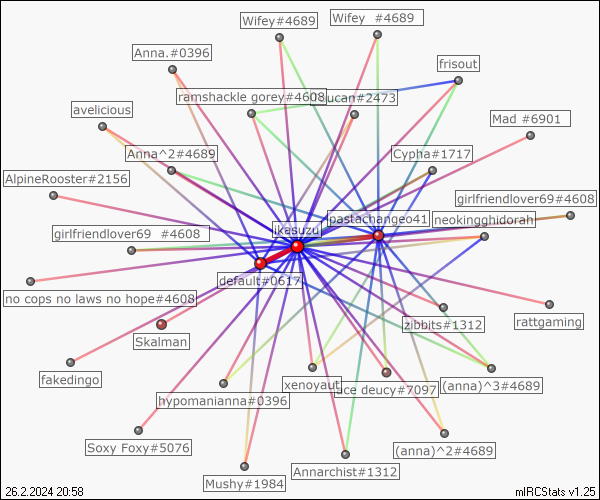 Wifey#4689
Wifey  #4689
Anna.#0396
frisout
ramshackle gorey#4608
ucan#2473
avelicious
Mad #6901
Anna^2#4689
Cypha#1717
AlpineRooster#2156
girlfriendlover69#4608
pastachangeo41
neokingghidorah
ikasuzu
girlfriendlover69  #4608
default#0617
no cops no laws no hope#4608
zibbits#1312
rattgaming
Skalman
fakedingo
xenoyaut
ace deucy#7097
(anna)^3#4689
hypomanianna#0396
Soxy Foxy#5076
(anna)^2#4689
Annarchist#1312
Mushy#1984
26.2.2024 20:58
mIRCStats v1.25